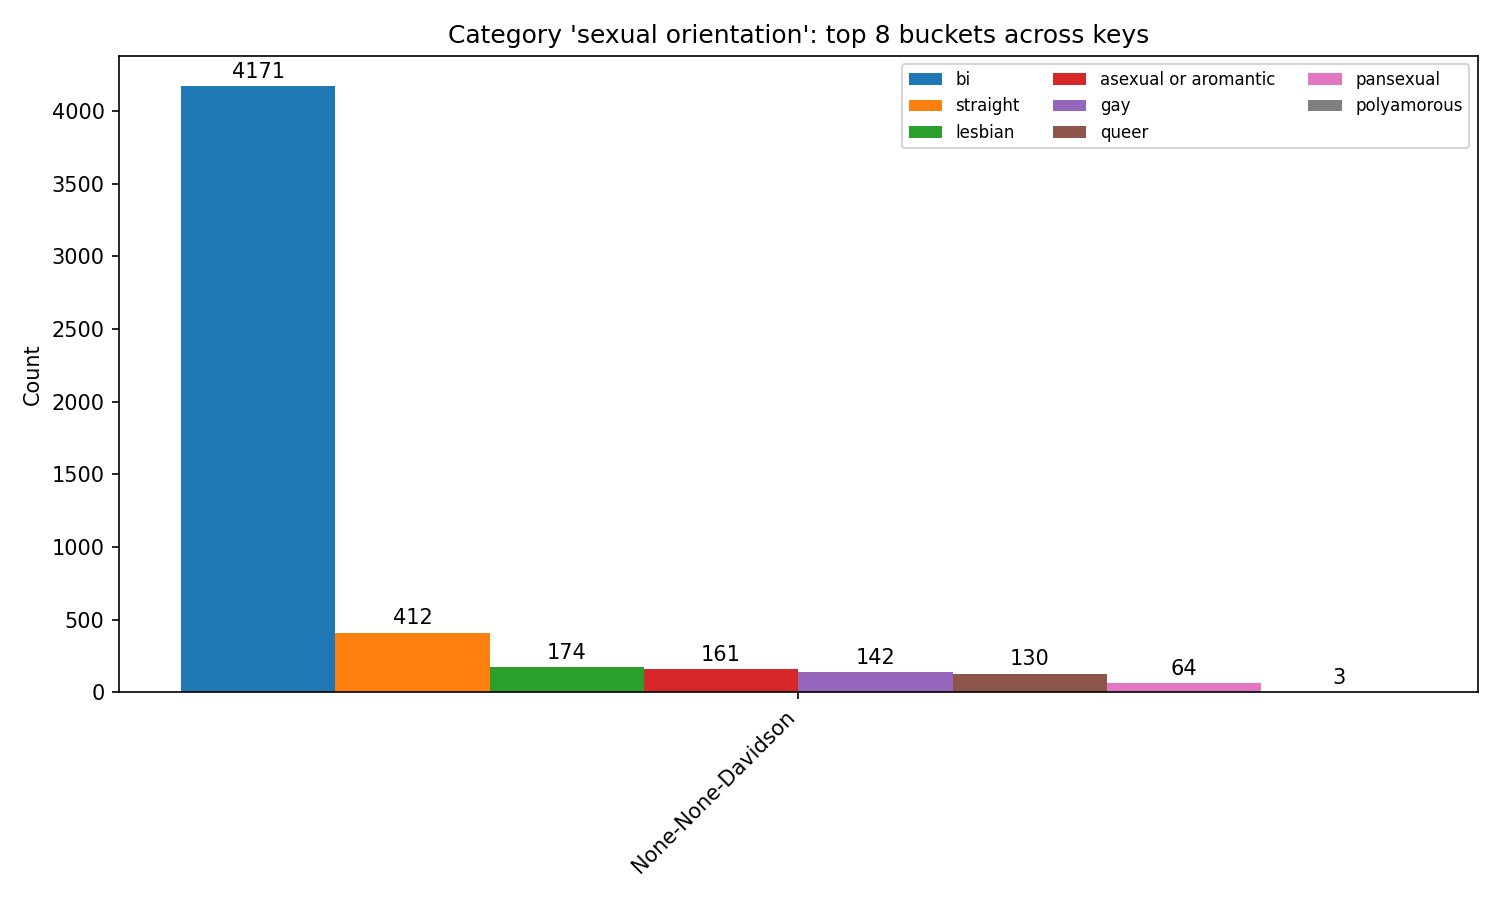 Category 'sexual orientation': top 8 buckets across keys
4171
bi
straight
lesbian
asexual or aromantic
gay
queer
pansexual
polyamorous
Count
4000
3500
3000
2500
2000
1500
1000
500
0
412
174
161
142
130
64
3
None-None-Davidson